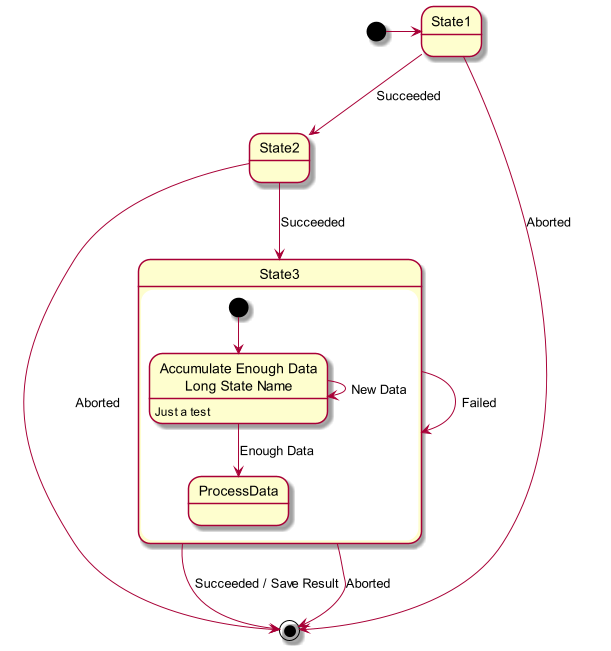 State1
Succeeded
State2
Aborted
Succeeded
State3
Accumulate Enough Data
Long State Name
New Data
Just a test
Aborted
Failed
Enough Data
ProcessData
Succeeded / Save Result
Aborted